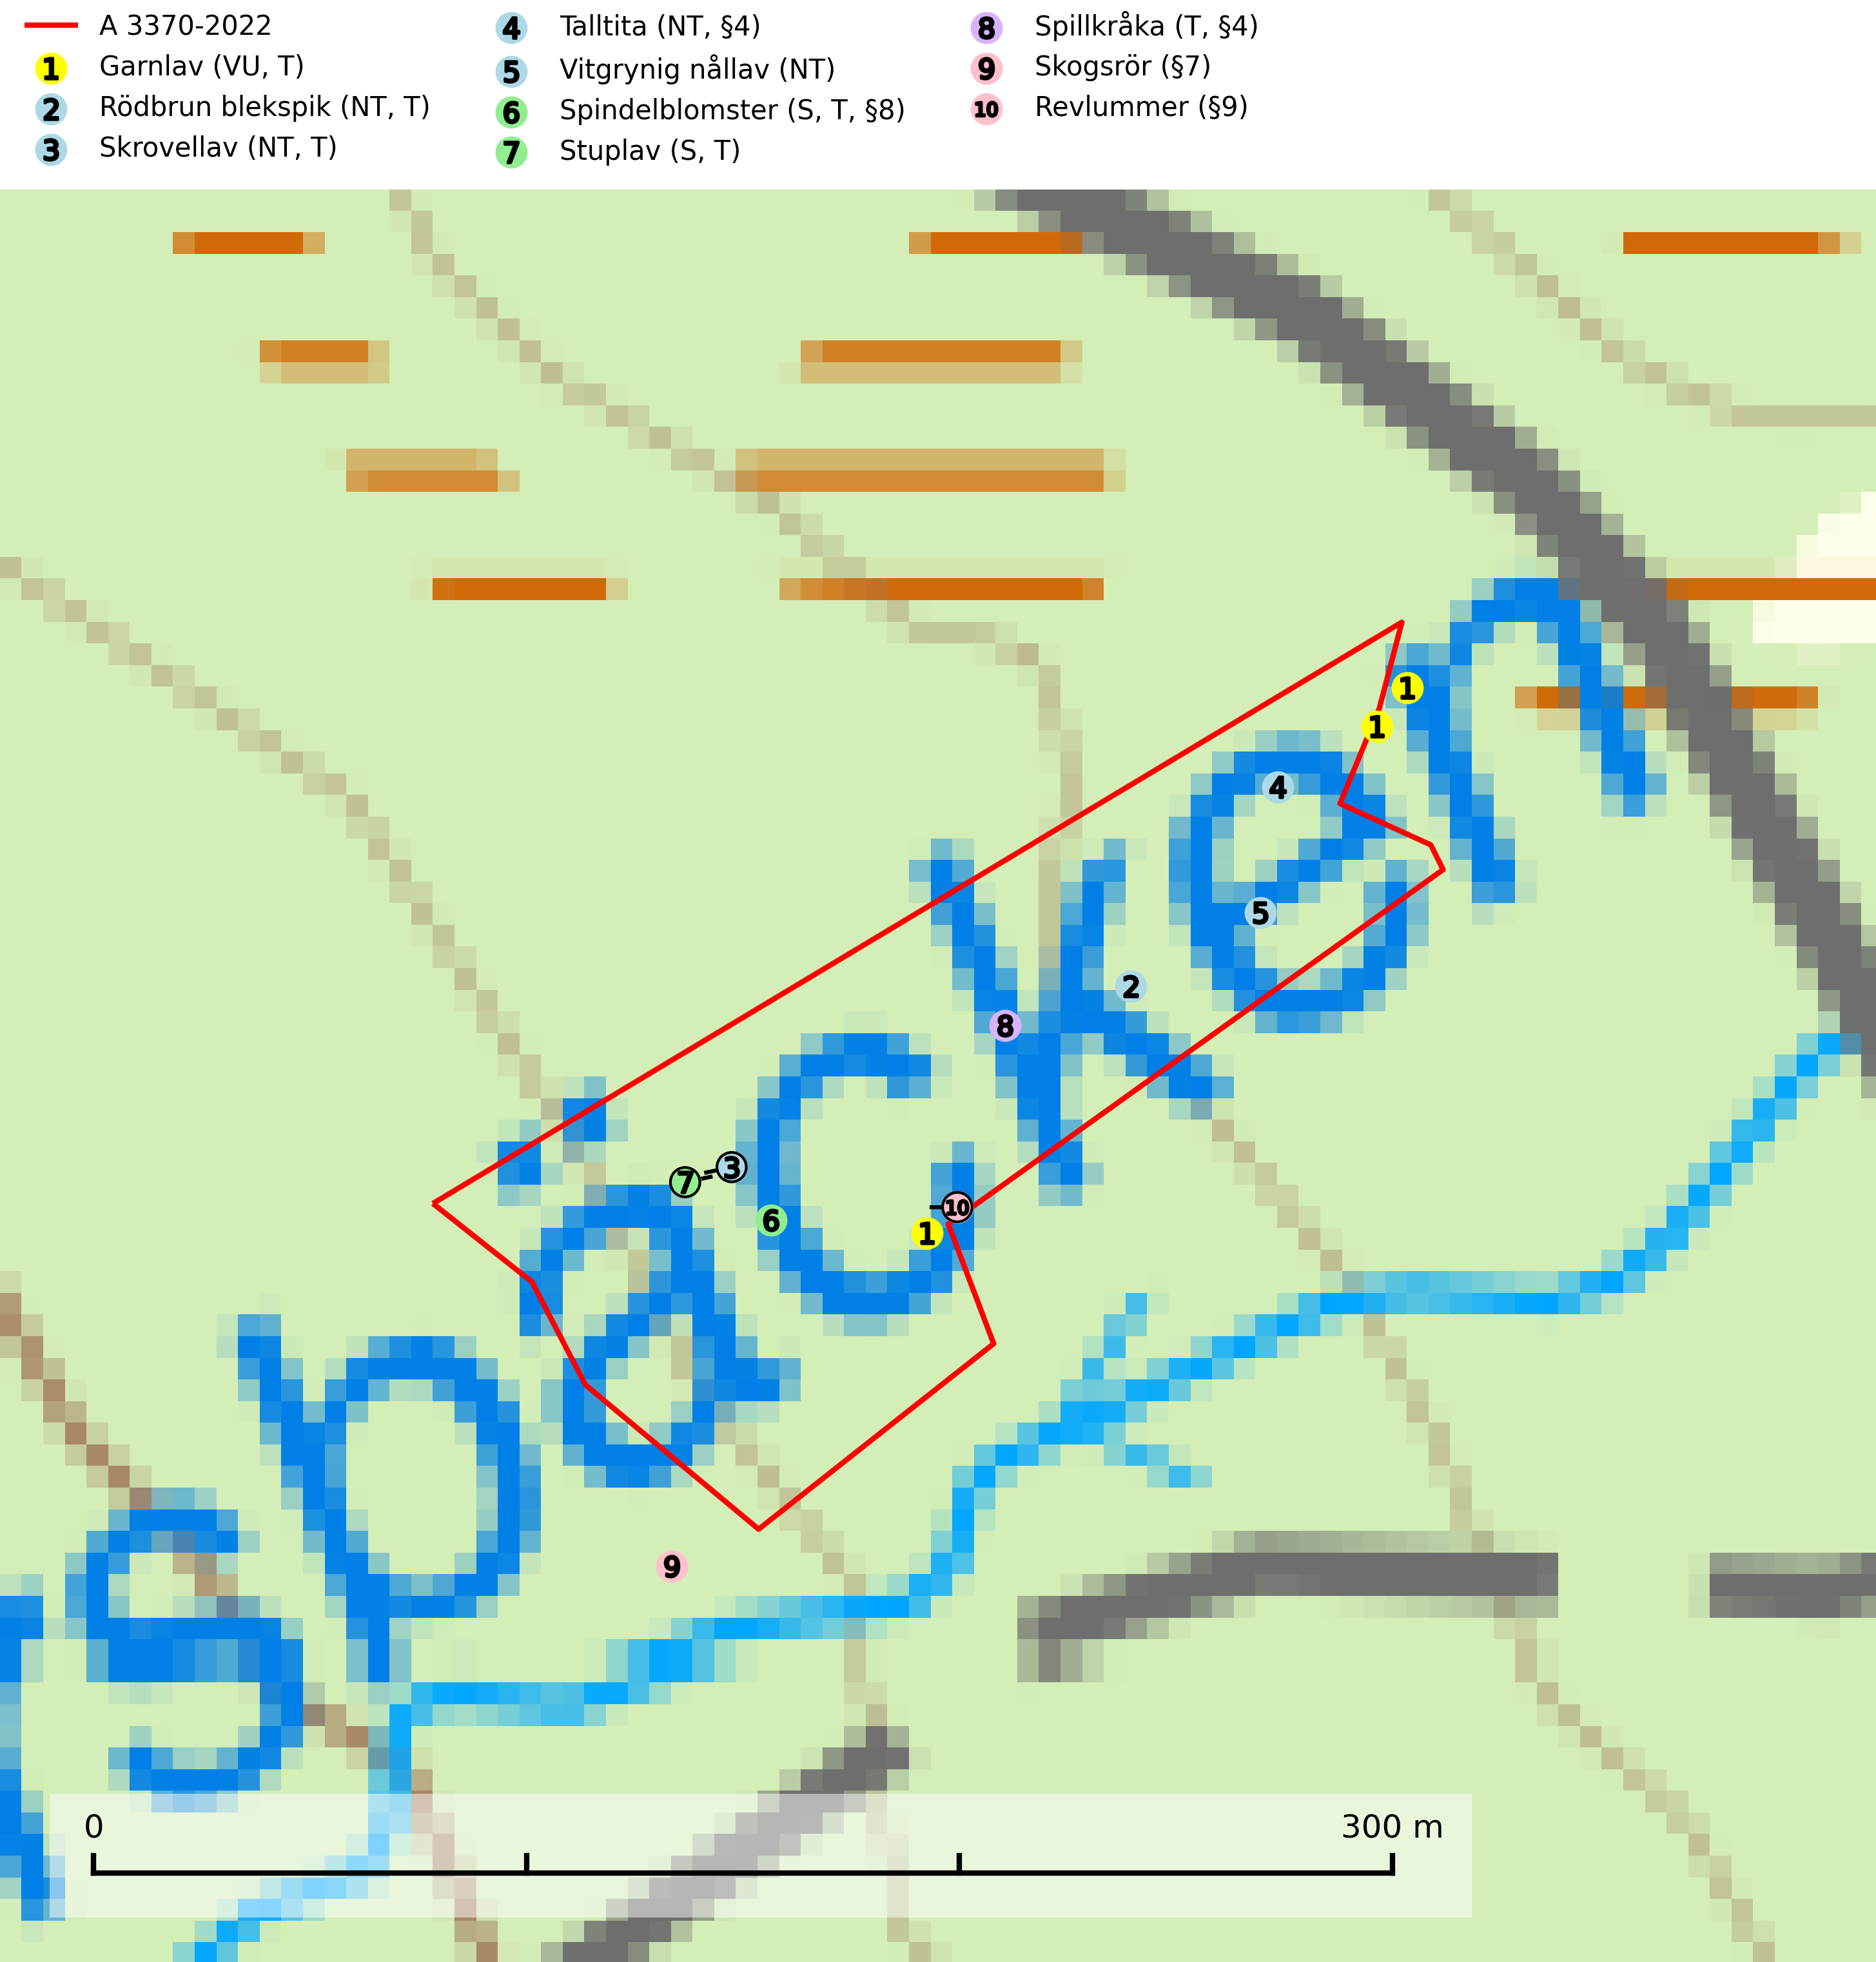 A 3370-2022
1 Garnlav (VU, T)
2 Rödbrun blekspik (NT, T)
3 Skrovellav (NT, T)
4 Talltita (NT, §4)
5 Vitgrynig nållav (NT)
6 Spindelblomster (S, T, §8)
7 Stuplav (S, T)
8 Spillkråka (T, §4)
9 Skogsrör (§7)
10 Revlummer (§9)
1
1
4
5
2
8
3
7
6
10
1
9
sbäcken
0 300 m